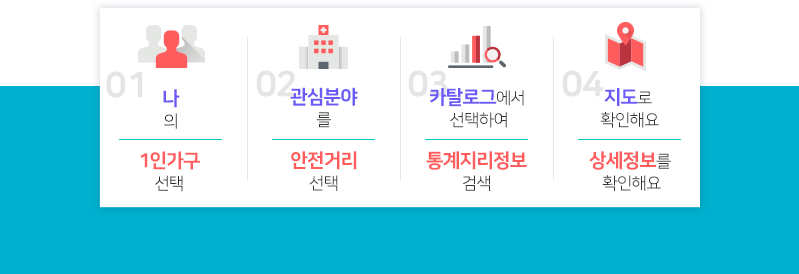 01
나
의
1인가구
선택
02
관심분야
를
안전거리
선택
03
카탈로그에서
선택하여
통계지리정보
검색
04
지도로
확인해요
상세정보를
확인해요